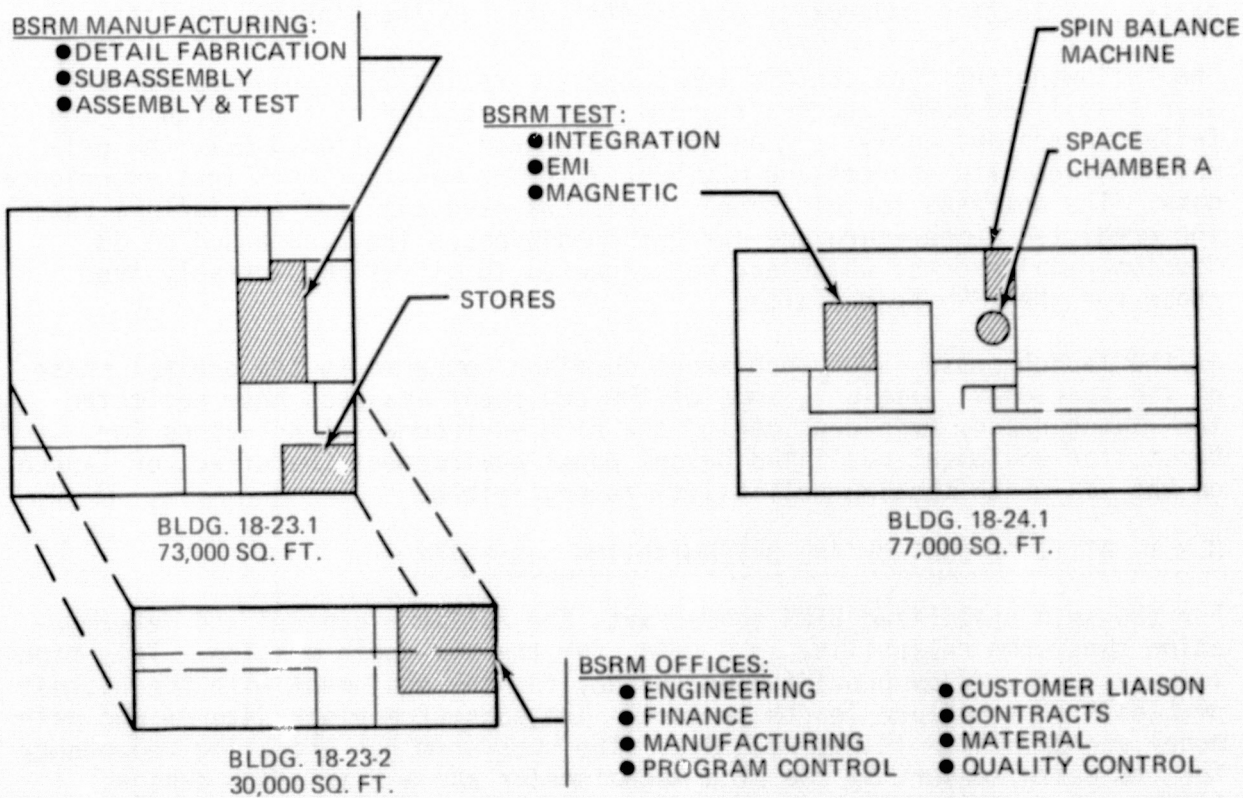 BSRM MANUFACTURING:
● DETAIL FABRICATION
● SUBASSEMBLY
● ASSEMBLY & TEST
BSRM TEST:
● INTEGRATION
● EMI
● MAGNETIC
SPIN BALANCE
MACHINE
SPACE
CHAMBER A
STORES
BLDG. 18-23.1
73,000 SQ. FT.
BLDG. 18-24.1
77,000 SQ. FT.
BLDG. 18-23-2
30,000 SQ. FT.
BSRM OFFICES:
● ENGINEERING
● FINANCE
● MANUFACTURING
● PROGRAM CONTROL
● CUSTOMER LIAISON
● CONTRACTS
● MATERIAL
● QUALITY CONTROL